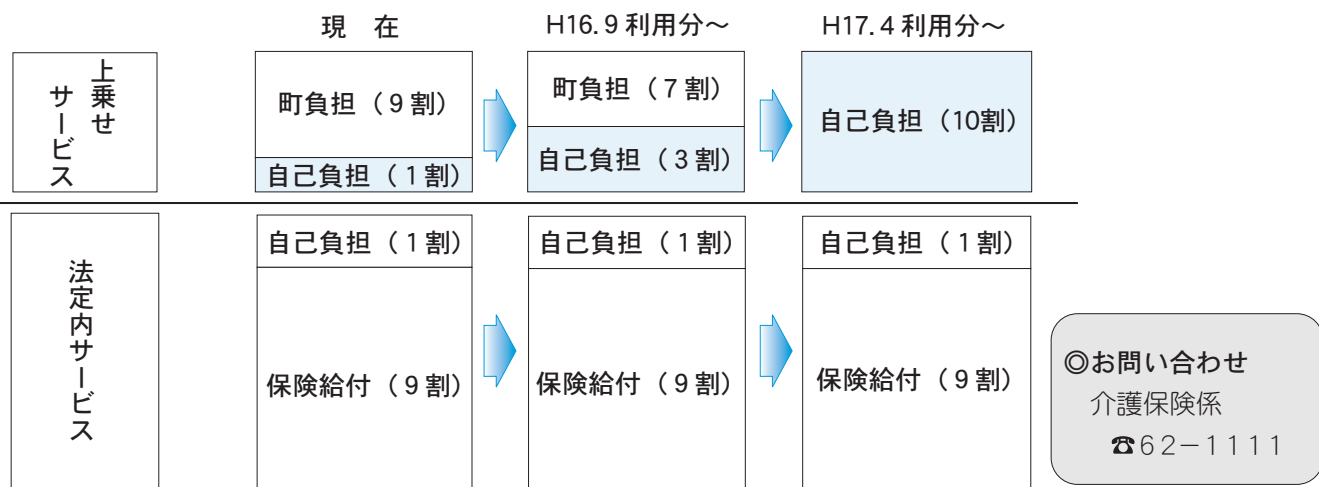 現　在
H16.9利用分～
H17.4利用分～
上乗せ
サービス
町負担（9割）
自己負担（1割）
町負担（7割）
自己負担（3割）
自己負担（10割）
法定内サービス
自己負担（1割）
保険給付（9割）
自己負担（1割）
保険給付（9割）
自己負担（1割）
保険給付（9割）
◎お問い合わせ
介護保険係
☎62－1111